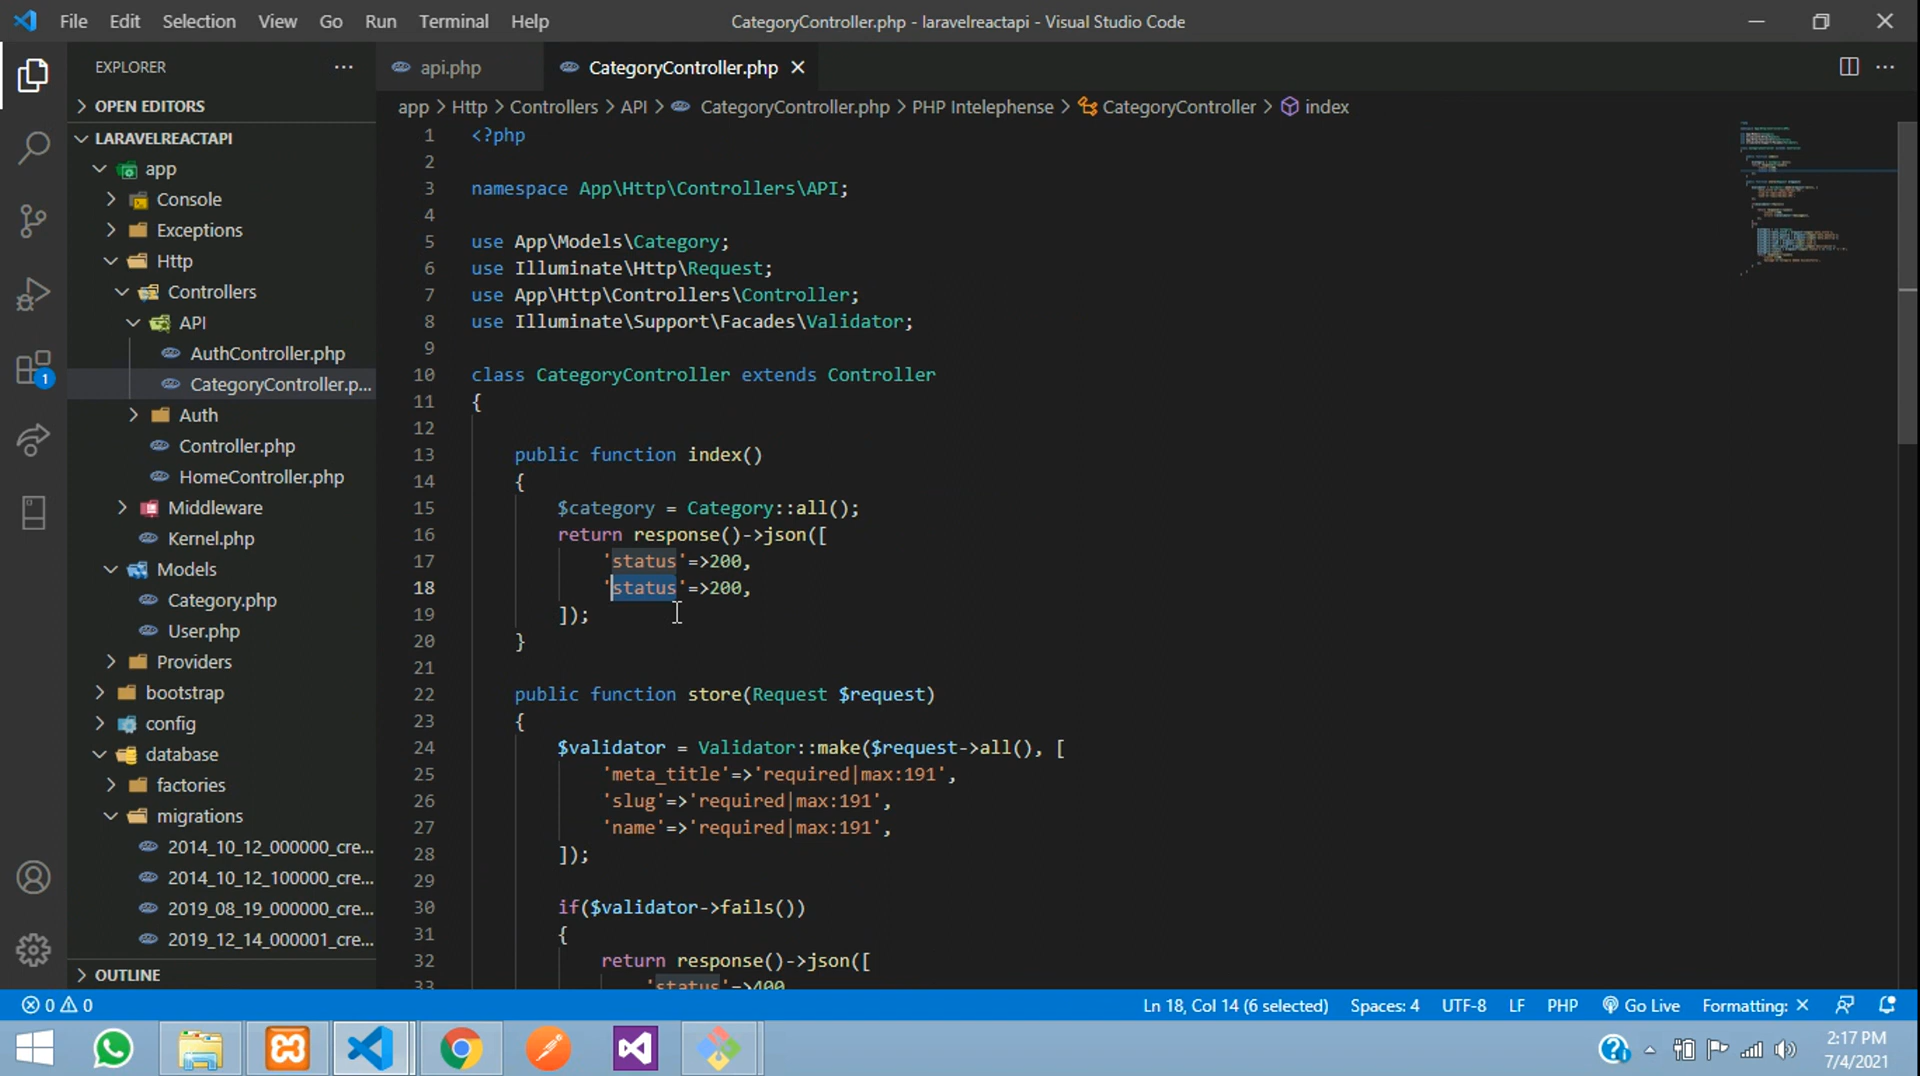 File Edit Selection View Go Run Terminal Help
CategoryController.php - laravelreactapi - Visual Studio Code
EXPLORER
OPEN EDITORS
LARAVELREACTAPI
app
Console
Exceptions
Http
Controllers
API
AuthController.php
CategoryController.p...
Auth
Controller.php
HomeController.php
Middleware
Kernel.php
Models
Category.php
User.php
Providers
bootstrap
config
database
factories
migrations
2014_10_12_000000_cre...
2014_10_12_100000_cre...
2019_08_19_000000_cre...
2019_12_14_000001_cre...
OUTLINE
1
api.php
CategoryController.php
app > Http > Controllers > API > CategoryController.php > PHP Intelephense > CategoryController > index
1 <?php
2
3 namespace App\Http\Controllers\API;
4
5 use App\Models\Category;
6 use Illuminate\Http\Request;
7 use App\Http\Controllers\Controller;
8 use Illuminate\Support\Facades\Validator;
9
10 class CategoryController extends Controller
11 {
12
13 public function index()
14 {
15 $category = Category::all();
16 return response()->json([
17 'status'=>200,
18 'status'=>200,
19 ]);
20 }
21
22 public function store(Request $request)
23 {
24 $validator = Validator::make($request->all(), [
25 'meta_title'=>'required|max:191',
26 'slug'=>'required|max:191',
27 'name'=>'required|max:191',
28 ]);
29
30 if($validator->fails())
31 {
32 return response()->json([
33 'status'=>400
0 0
Ln 18, Col 14 (6 selected) Spaces: 4 UTF-8 LF PHP Go Live Formatting: ×
2:17 PM
7/4/2021